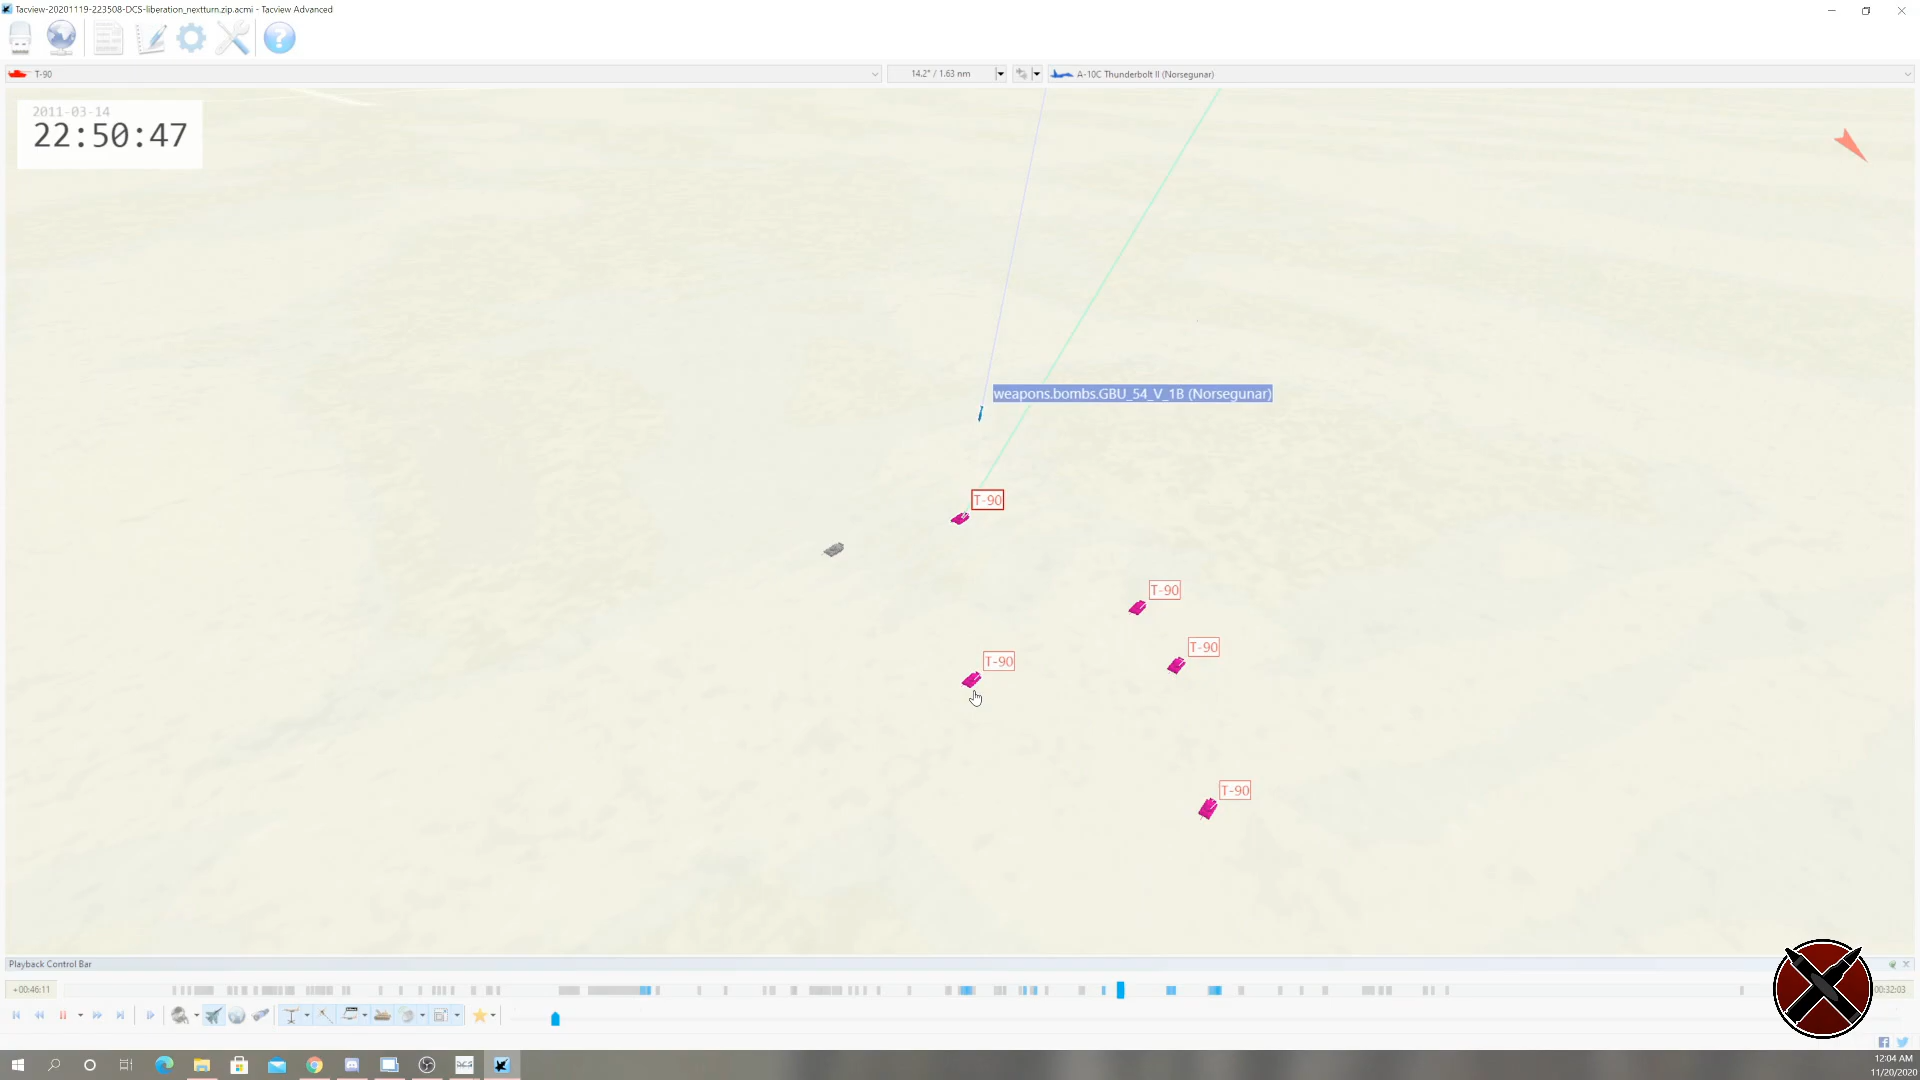 Tacview-20201119-223508-DCS-liberation_nextturn.zip.acmi - Tacview Advanced
T-90
14.2° / 1.63 nm
A-10C Thunderbolt II (Norsegunar)
2011-03-14
22:50:47
weapons.bombs.GBU_54_V_1B (Norsegunar)
T-90
T-90
T-90
T-90
T-90
Playback Control Bar
+00:46:11
00:32:03
12:04 AM
11/20/2020